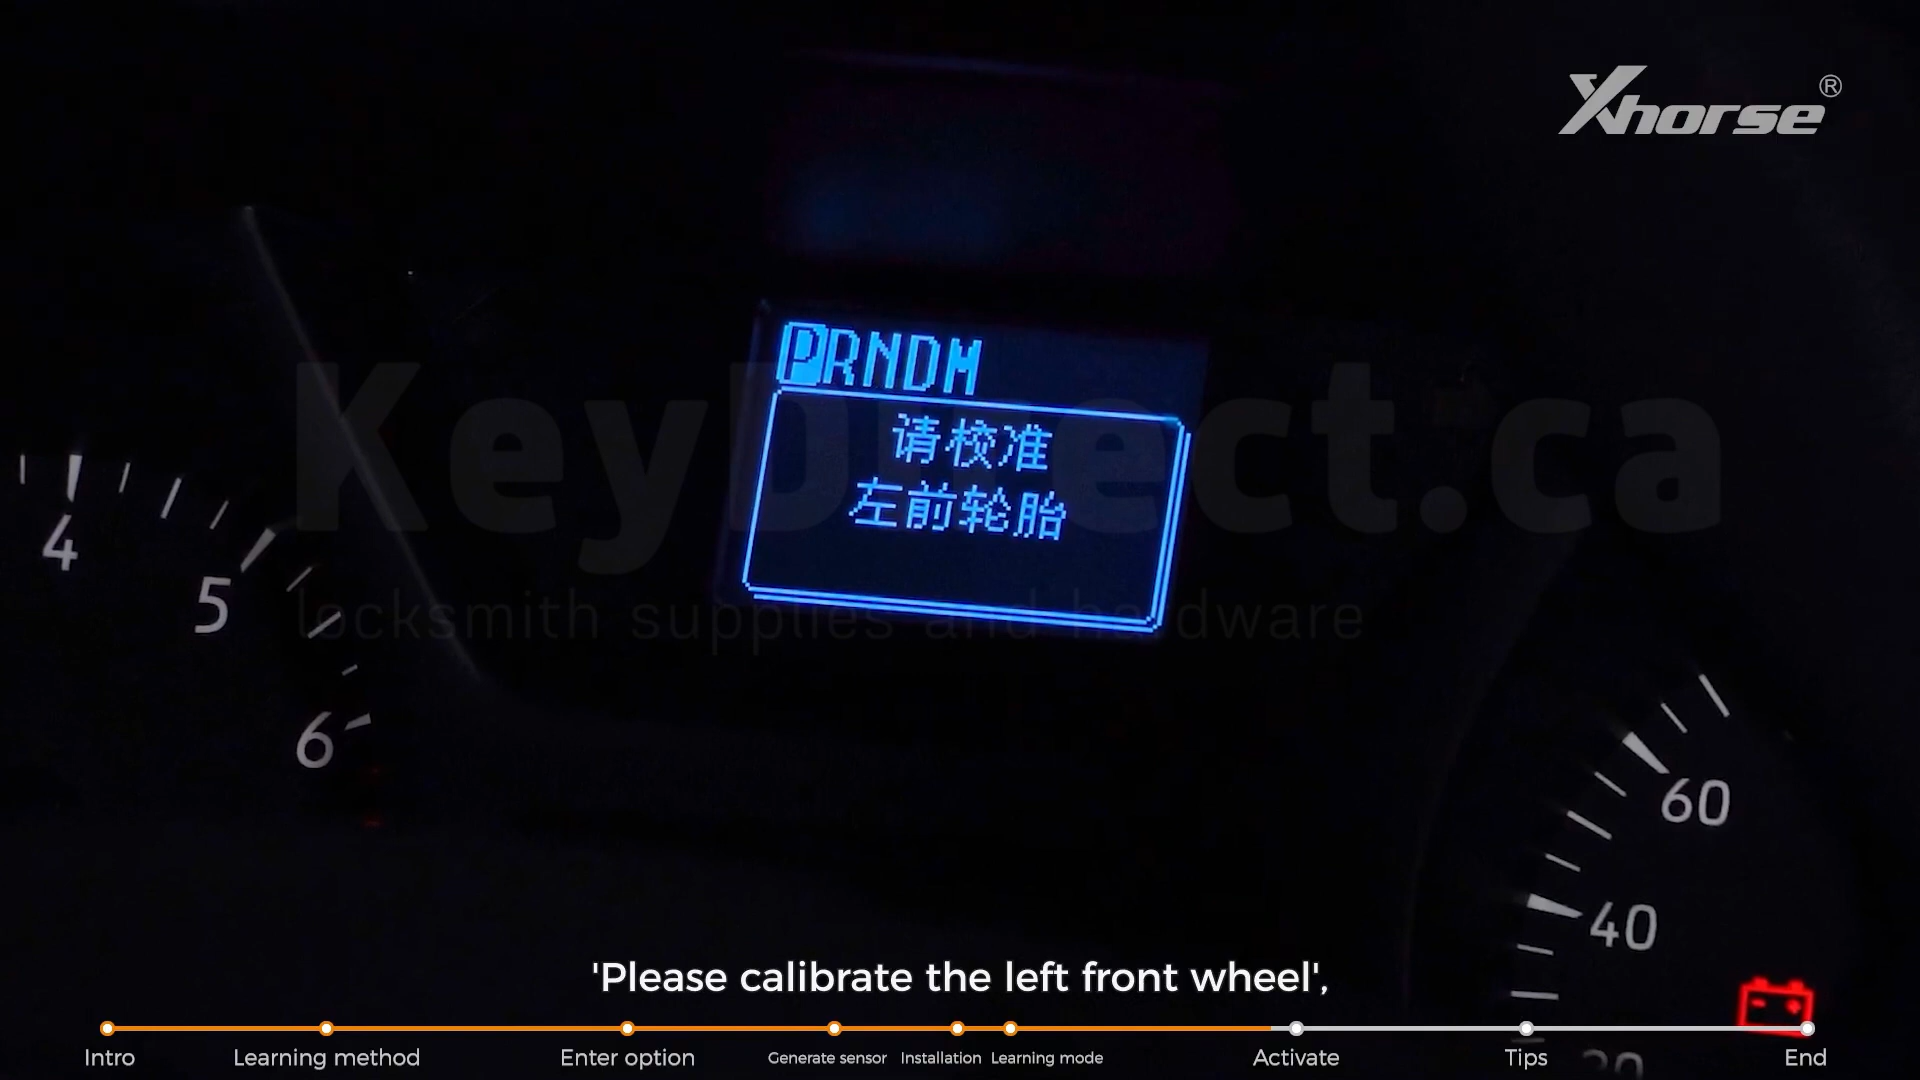 Xhorse®
PRNDM
请校准
左前轮胎
KeyDirect.ca
locksmith supplies and hardware
4
5
6
60
40
20
'Please calibrate the left front wheel',
Intro
Learning method
Enter option
Generate sensor
Installation
Learning mode
Activate
Tips
End